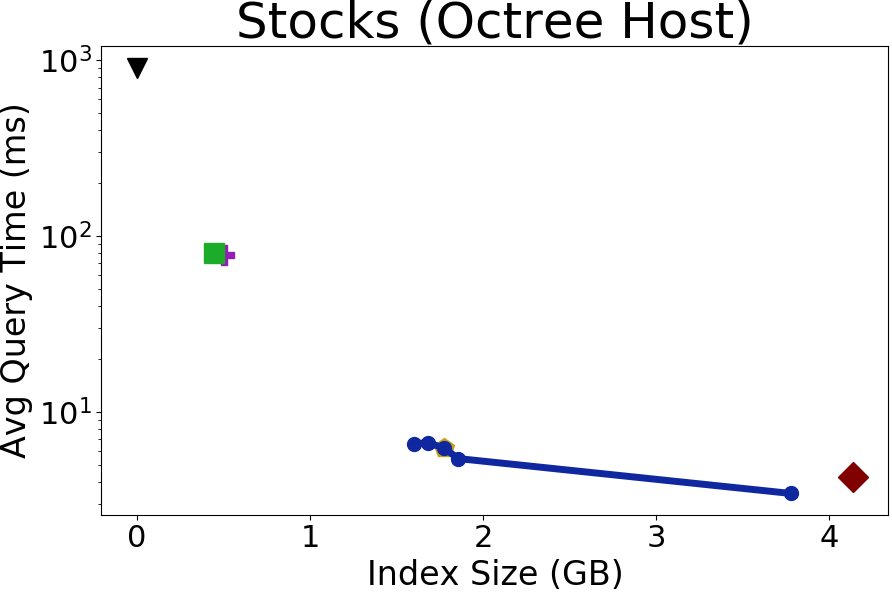 Stocks (Octree Host)
Avg Query Time (ms)
10³
10²
10¹
0 1 2 3 4
Index Size (GB)